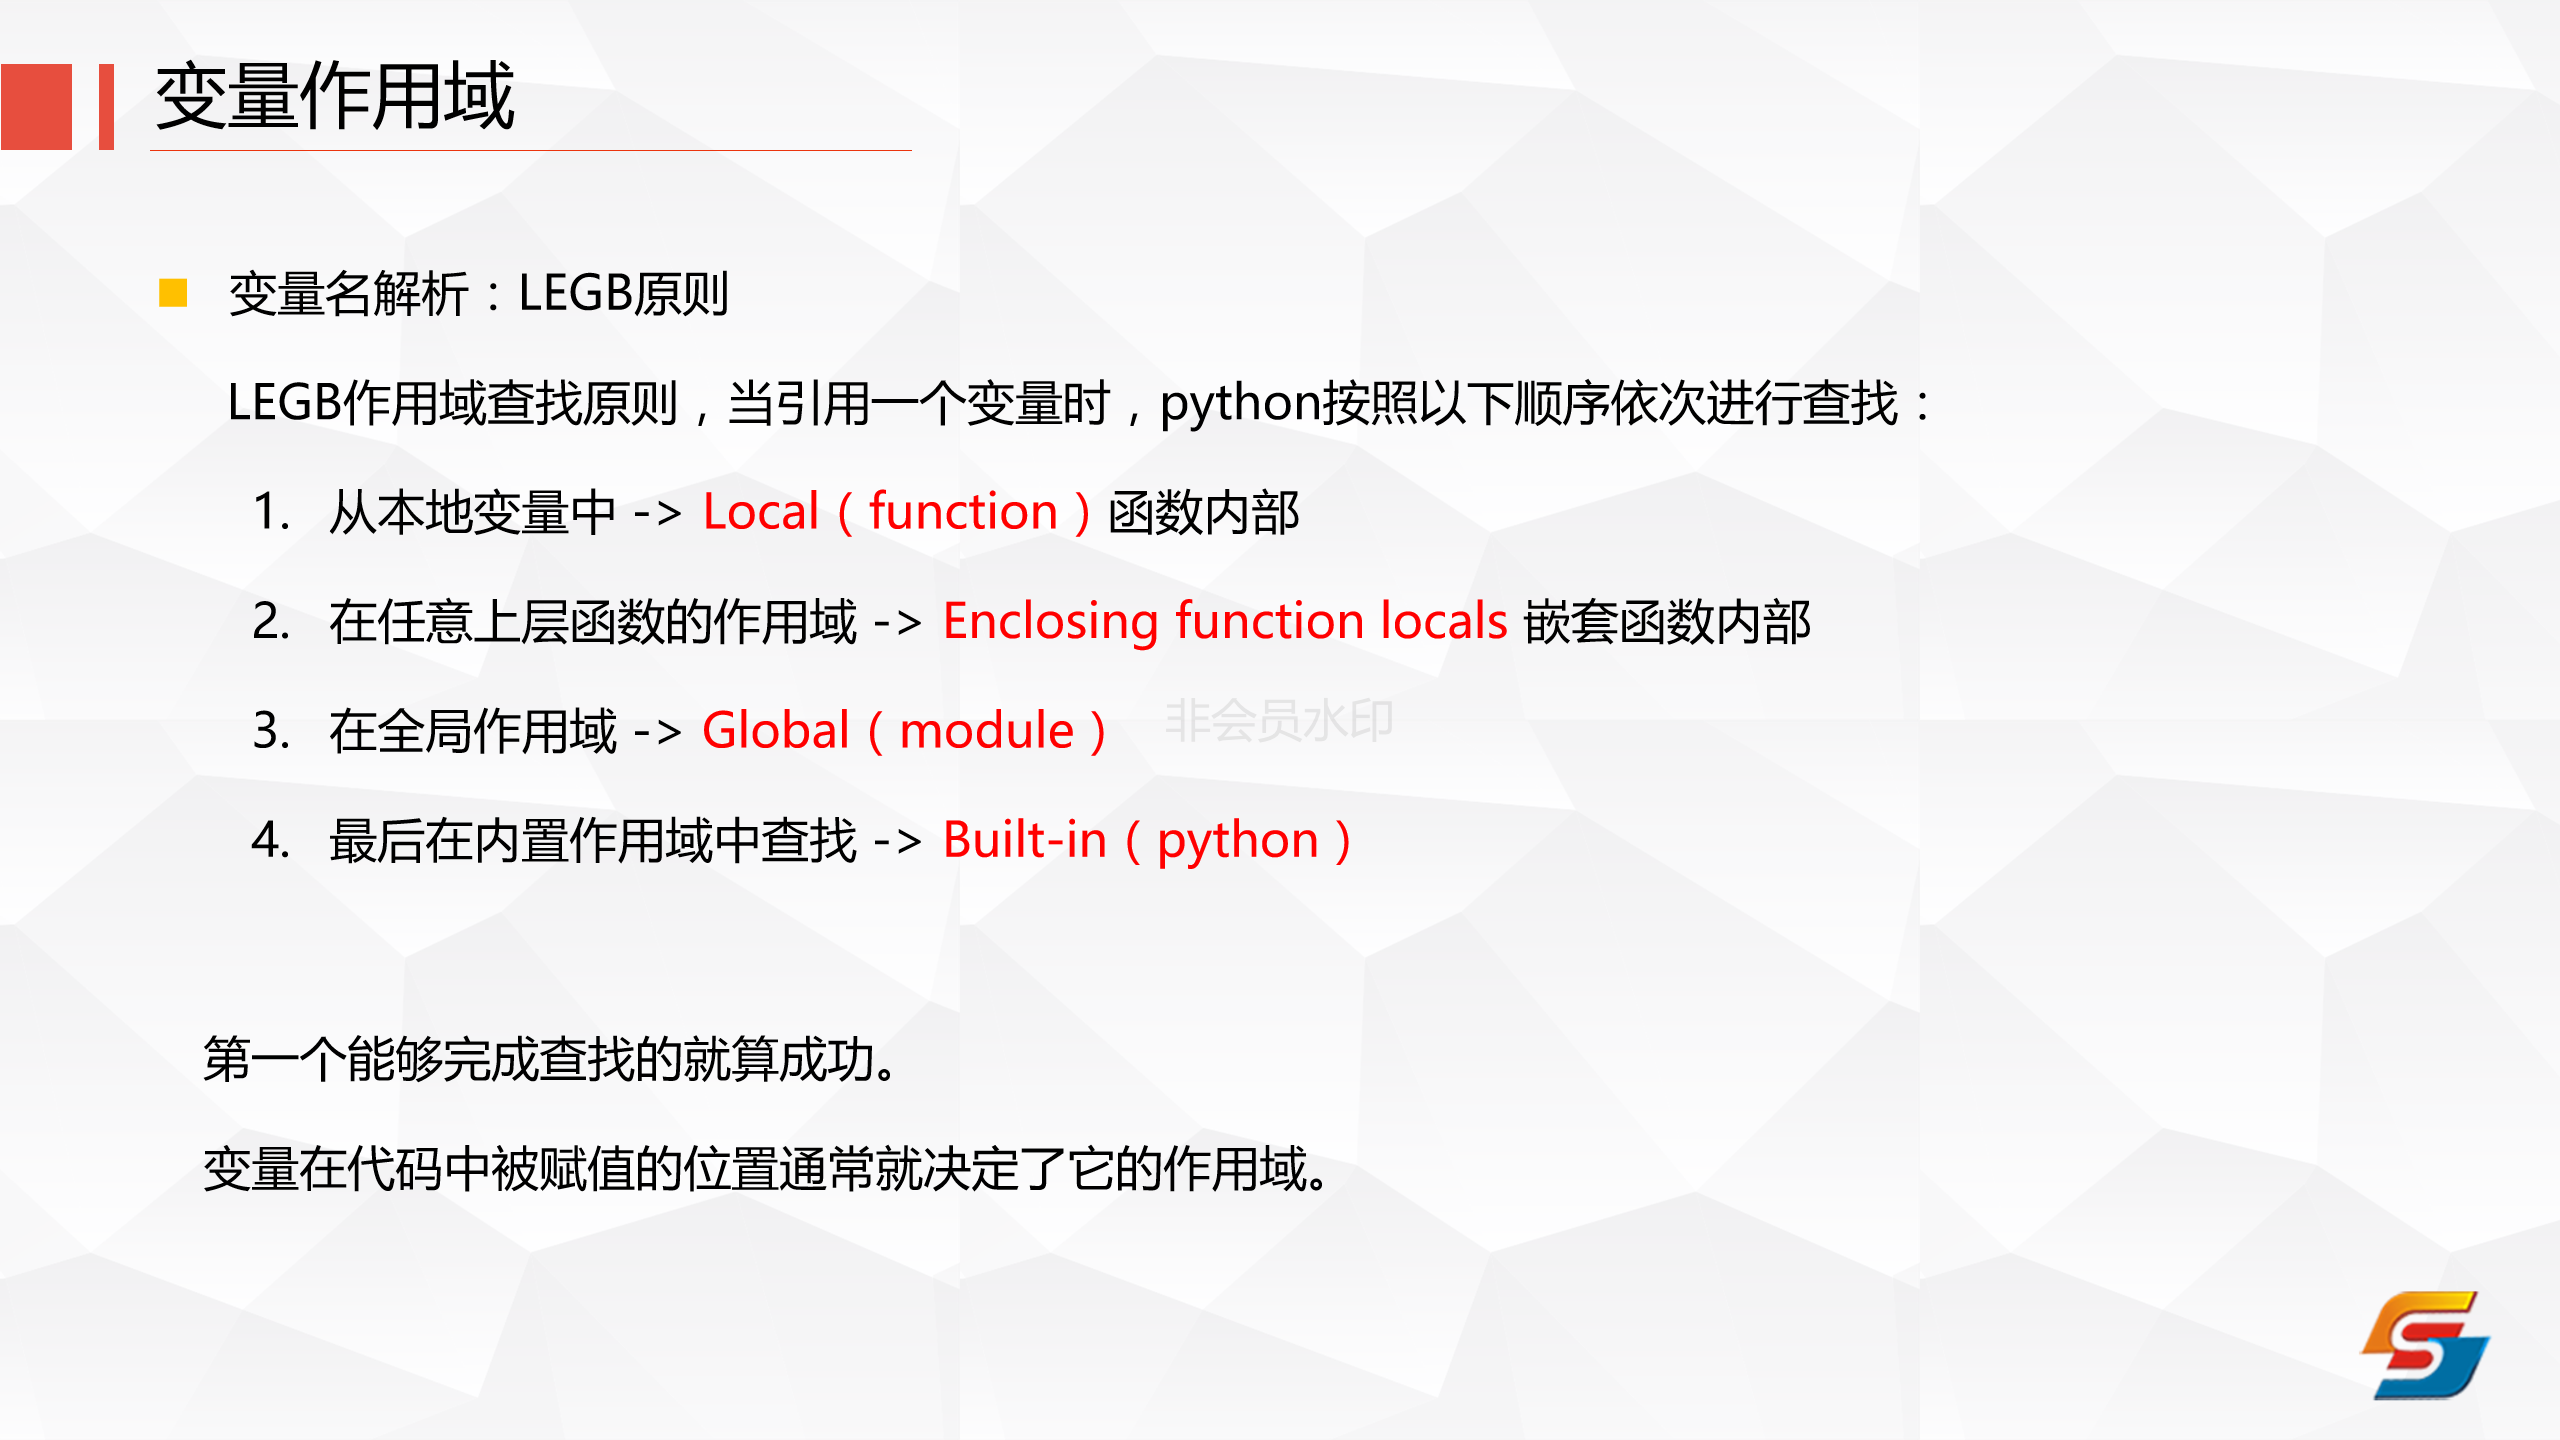 变量作用域
变量名解析：LEGB原则
LEGB作用域查找原则，当引用一个变量时，python按照以下顺序依次进行查找：
1. 从本地变量中 -> Local（function）函数内部
2. 在任意上层函数的作用域 -> Enclosing function locals 嵌套函数内部
3. 在全局作用域 -> Global（module）
非会员水印
4. 最后在内置作用域中查找 -> Built-in（python）
第一个能够完成查找的就算成功。
变量在代码中被赋值的位置通常就决定了它的作用域。